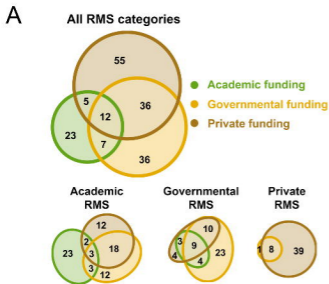 A
All RMS categories
55
5
36
12
23
7
36
Academic funding
Governmental funding
Private funding
Academic
RMS
12
2
23
3
18
3
12
Governmental
RMS
10
3
9
23
4
4
Private
RMS
1
8
39